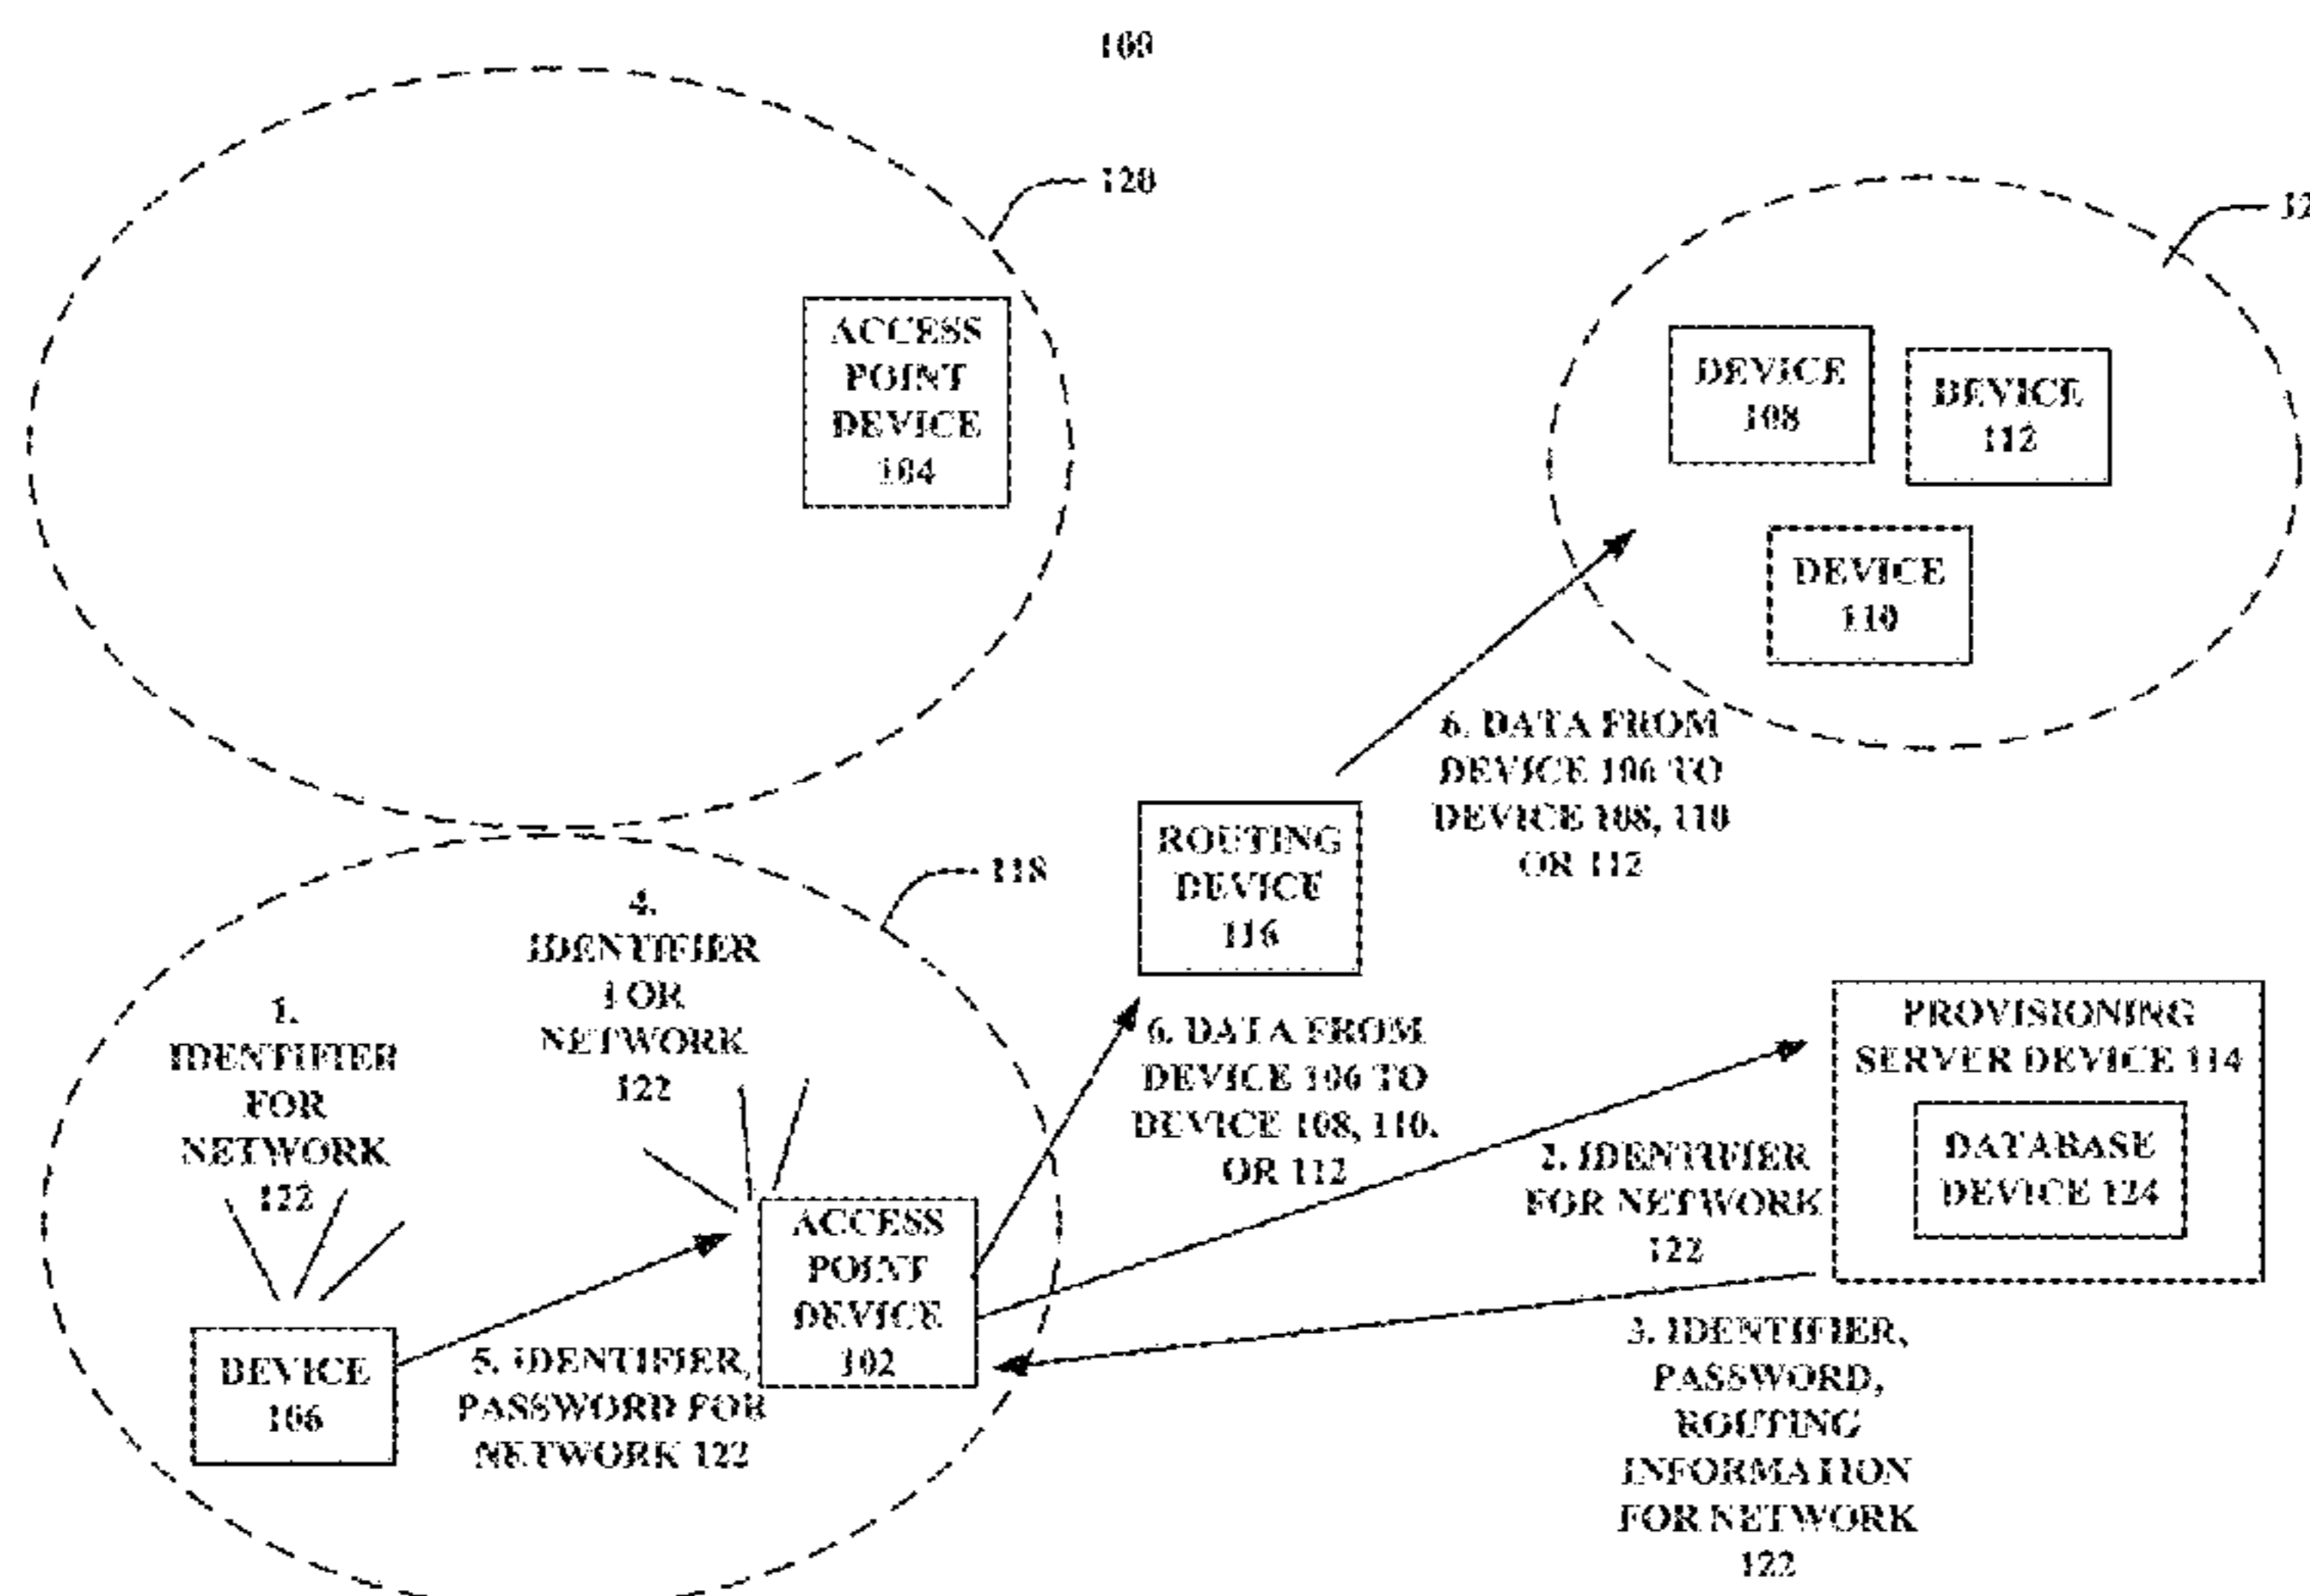 100
120
ACCESS
POINT
DEVICE
104
12
DEVICE
108
DEVICE
112
DEVICE
110
6. DATA FROM
DEVICE 106 TO
DEVICE 108, 110
OR 112
ROUTING
DEVICE
116
118
4.
IDENTIFIER
FOR
NETWORK
122
1.
IDENTIFIER
FOR
NETWORK
122
6. DATA FROM
DEVICE 106 TO
DEVICE 108, 110,
OR 112
PROVISIONING
SERVER DEVICE 114
DATABASE
DEVICE 124
2. IDENTIFIER
FOR NETWORK
122
ACCESS
POINT
DEVICE
102
DEVICE
106
5. IDENTIFIER,
PASSWORD FOR
NETWORK 122
3. IDENTIFIER,
PASSWORD,
ROUTING
INFORMATION
FOR NETWORK
122